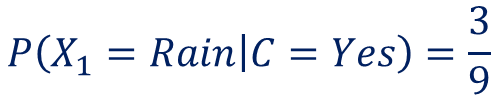 P(X₁ = Rain|C = Yes) = 3/9